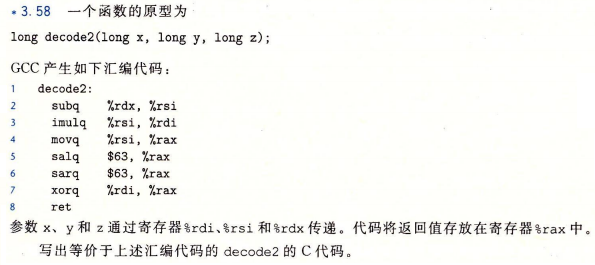 * 3.58 一个函数的原型为
long decode2(long x, long y, long z);
GCC 产生如下汇编代码：
1 decode2:
2 subq %rdx, %rsi
3 imulq %rsi, %rdi
4 movq %rsi, %rax
5 salq $63, %rax
6 sarq $63, %rax
7 xorq %rdi, %rax
8 ret
参数 x、y 和 z 通过寄存器%rdi、%rsi 和%rdx 传递。代码将返回值存放在寄存器%rax 中。
写出等价于上述汇编代码的 decode2 的 C 代码。